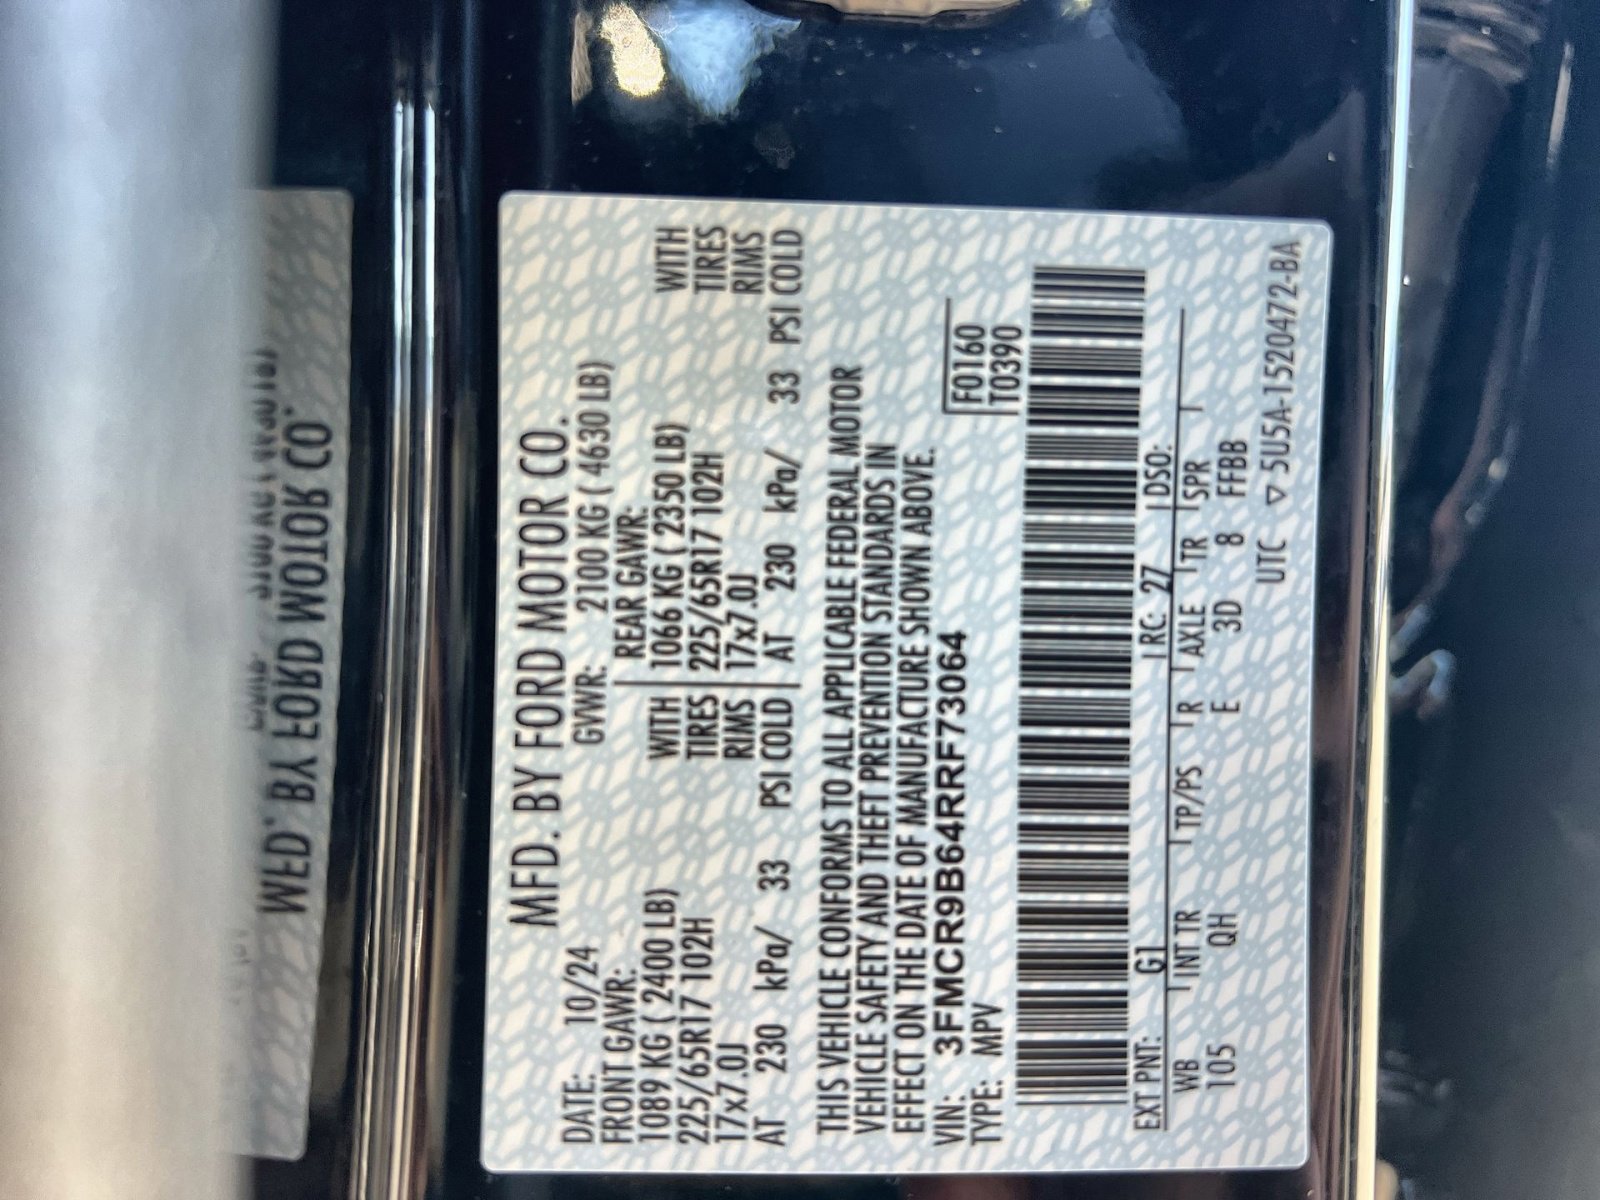 MFD. BY FORD MOTOR CO.
DATE: 10/24 GVWR: 2100 KG ( 4630 LB)
FRONT GAWR: REAR GAWR:
1089 KG ( 2400 LB) WITH 1066 KG ( 2350 LB) WITH
225/65R17 102H TIRES 225/65R17 102H TIRES
17x7.0J RIMS 17x7.0J RIMS
AT 230 kPa/ 33 PSI COLD AT 230 kPa/ 33 PSI COLD
THIS VEHICLE CONFORMS TO ALL APPLICABLE FEDERAL MOTOR
VEHICLE SAFETY AND THEFT PREVENTION STANDARDS IN
EFFECT ON THE DATE OF MANUFACTURE SHOWN ABOVE.
VIN: 3FMCR9B64RRF73064
TYPE: MPV
F0160
T0390
EXT PNT: G1 RC: 27 DSO:
WB INT TR TP/PS R AXLE TR SPR
105 QH E 3D 8 FFBB
UTC ▽ 5U5A-1520472-BA
MFD. BY FORD MOTOR CO.